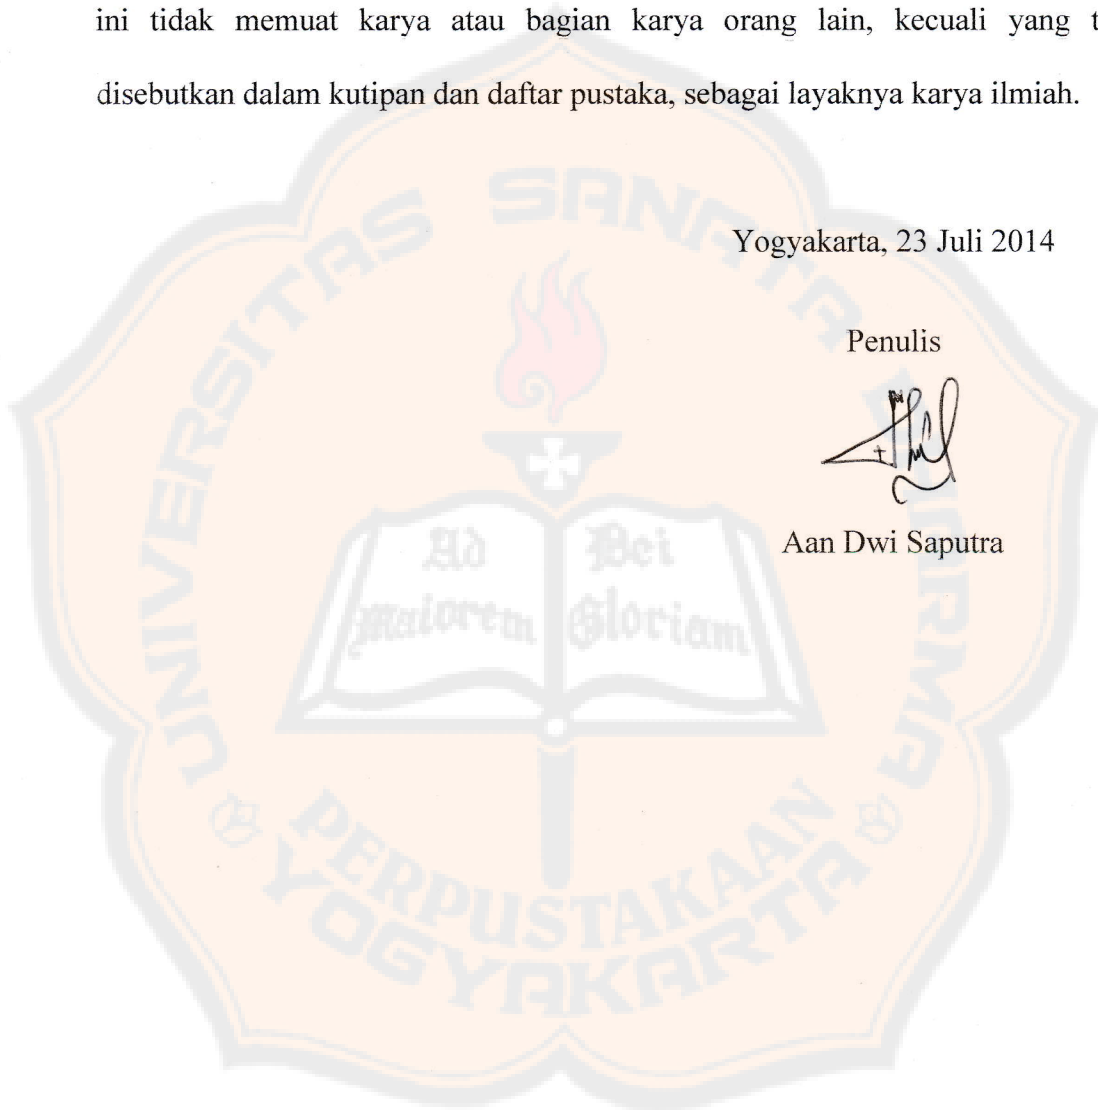 ini tidak memuat karya atau bagian karya orang lain, kecuali yang t
disebutkan dalam kutipan dan daftar pustaka, sebagai layaknya karya ilmiah.
UNIVERSITAS SANATA DHARMA
Yogyakarta, 23 Juli 2014
Penulis
Aan Dwi Saputra
Ad
Maiorem
Dei
Gloriam
PERPUSTAKAAN
YOGYAKARTA